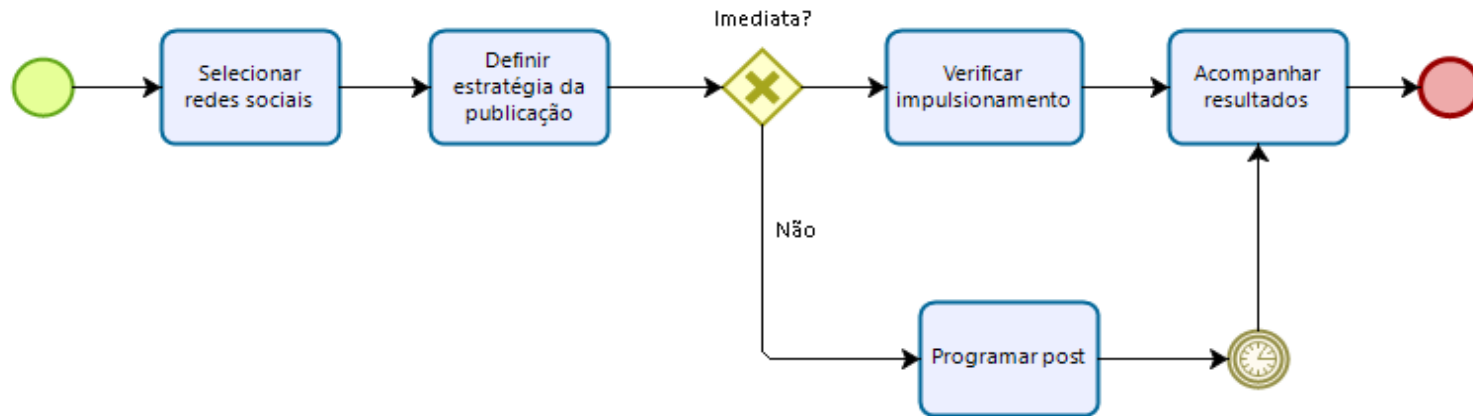 Imediata?
Selecionar
redes sociais
Definir
estratégia da
publicação
Verificar
impulsionamento
Acompanhar
resultados
Não
Programar post